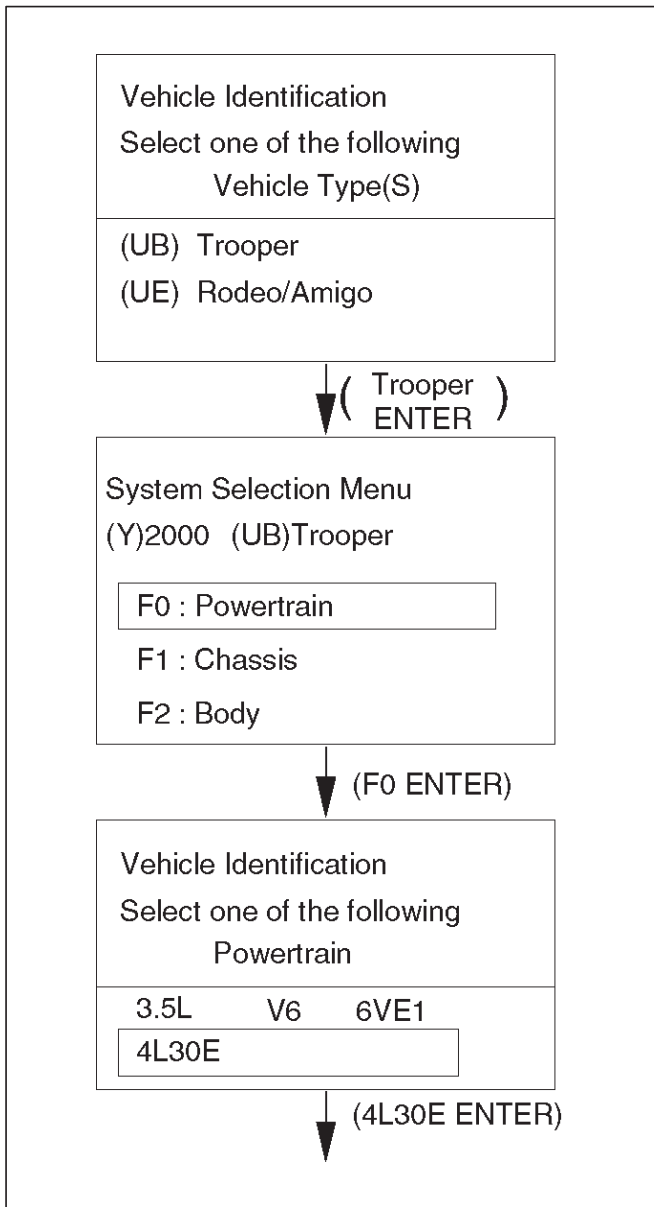 Vehicle Identification
Select one of the following
Vehicle Type(S)
(UB) Trooper
(UE) Rodeo/Amigo
( Trooper
ENTER )
System Selection Menu
(Y)2000 (UB)Trooper
F0 : Powertrain
F1 : Chassis
F2 : Body
(F0 ENTER)
Vehicle Identification
Select one of the following
Powertrain
3.5L V6 6VE1
4L30E
(4L30E ENTER)